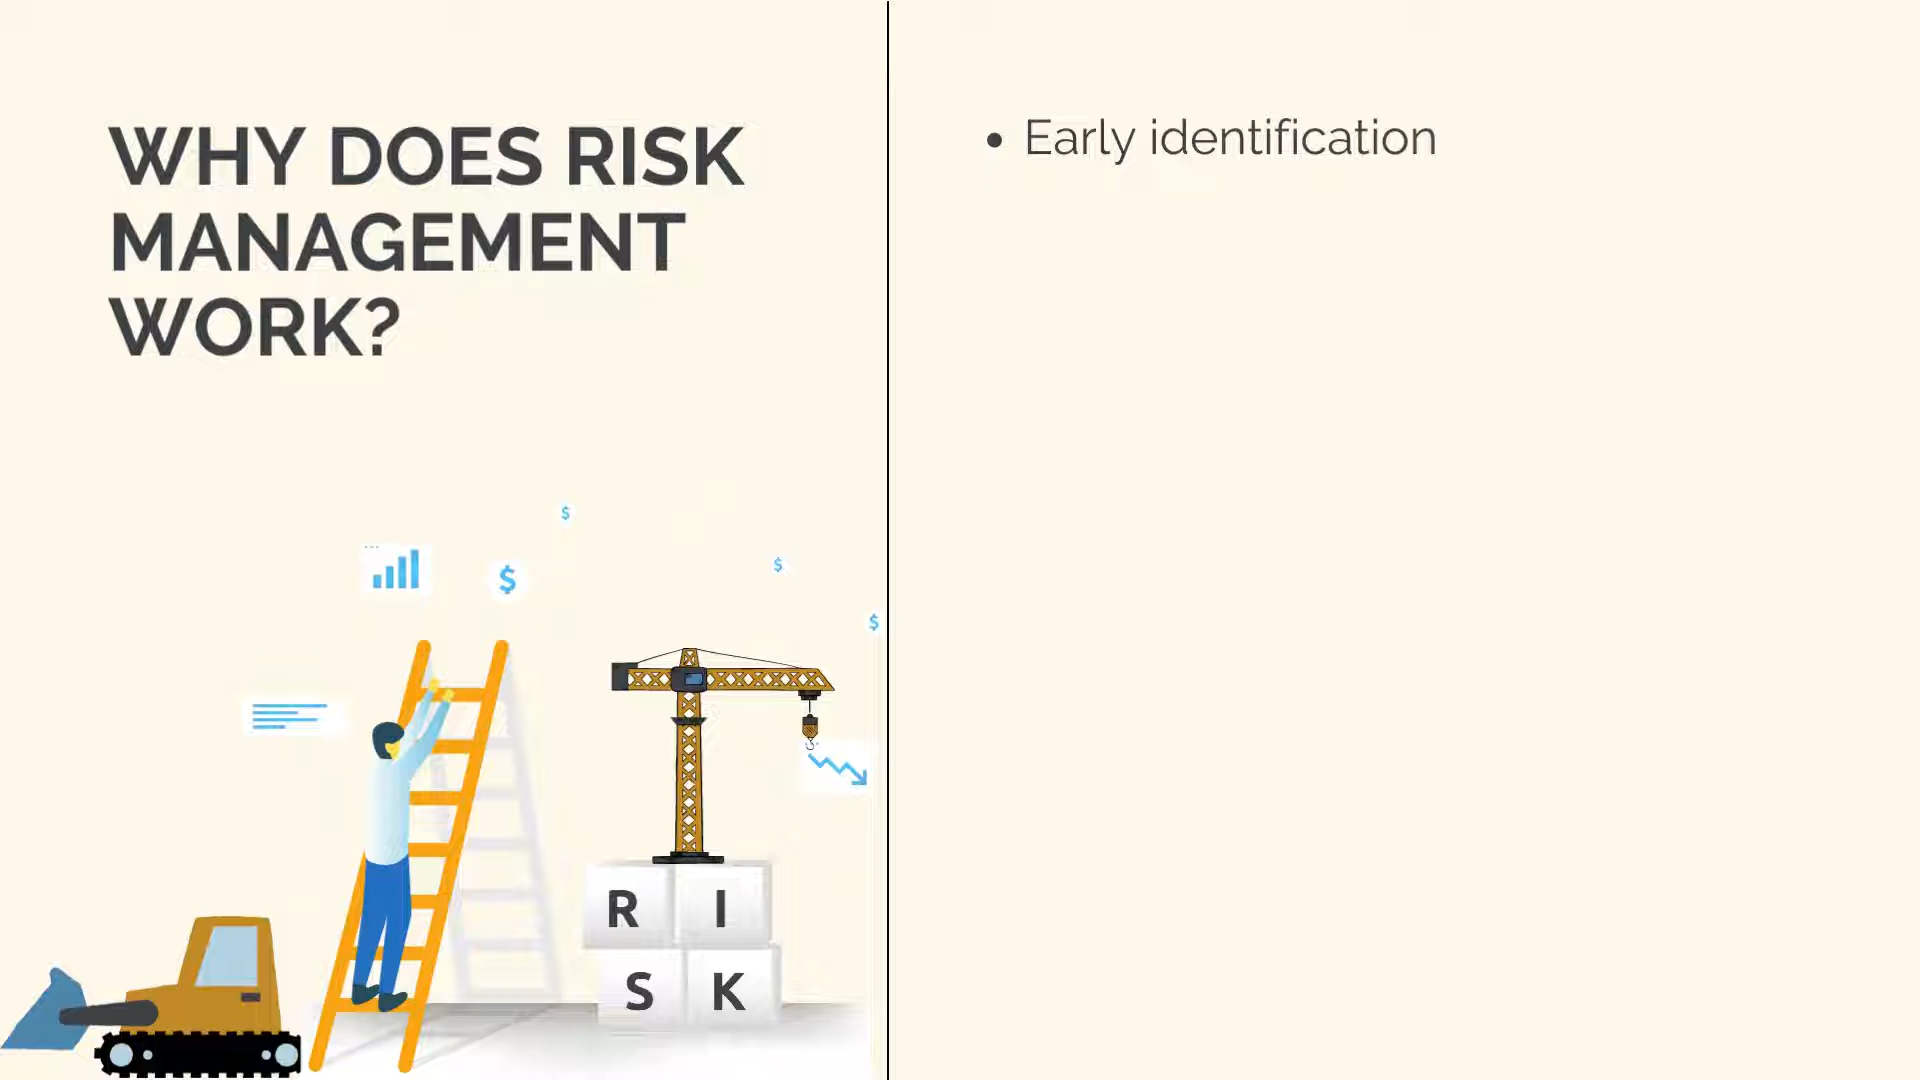 WHY DOES RISK
MANAGEMENT
WORK?
• Early identification
$
$
$
$
R I
S K